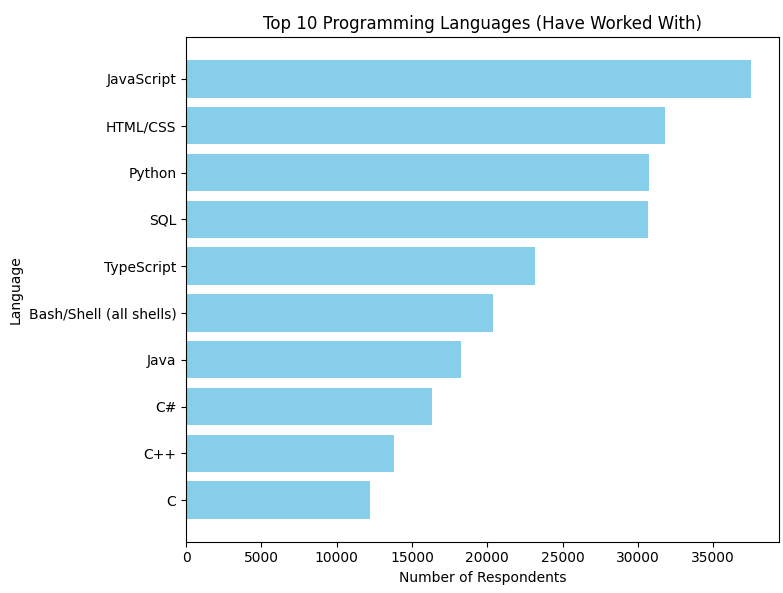 Top 10 Programming Languages (Have Worked With)
Language
JavaScript
HTML/CSS
Python
SQL
TypeScript
Bash/Shell (all shells)
Java
C#
C++
C
0 5000 10000 15000 20000 25000 30000 35000
Number of Respondents